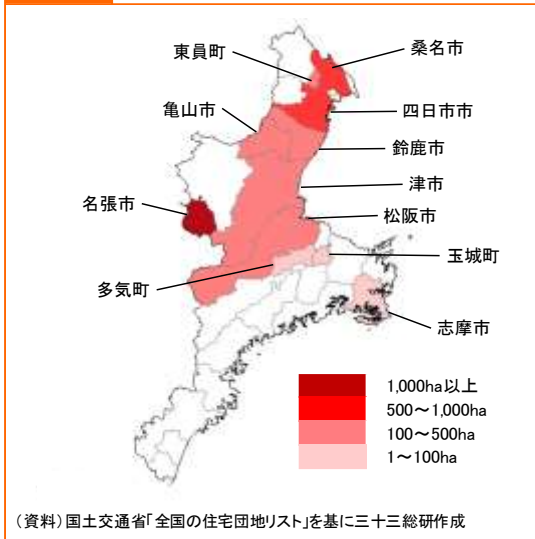 東員町
桑名市
亀山市
四日市市
鈴鹿市
津市
名張市
松阪市
玉城町
多気町
志摩市
1,000ha以上
500～1,000ha
100～500ha
1～100ha
（資料）国土交通省「全国の住宅団地リスト」を基に三十三総研作成